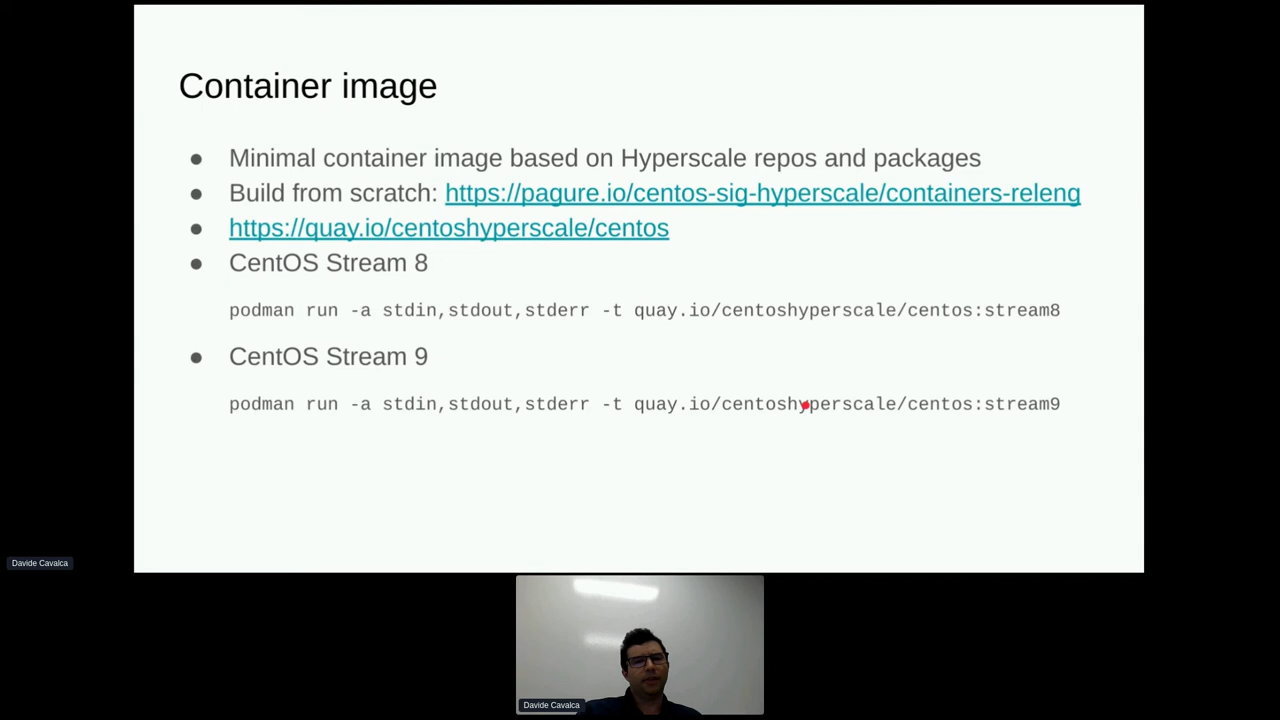 Container image
● Minimal container image based on Hyperscale repos and packages
● Build from scratch: https://pagure.io/centos-sig-hyperscale/containers-releng
● https://quay.io/centoshyperscale/centos
● CentOS Stream 8
podman run -a stdin,stdout,stderr -t quay.io/centoshyperscale/centos:stream8
● CentOS Stream 9
podman run -a stdin,stdout,stderr -t quay.io/centoshyperscale/centos:stream9
Davide Cavalca
Davide Cavalca